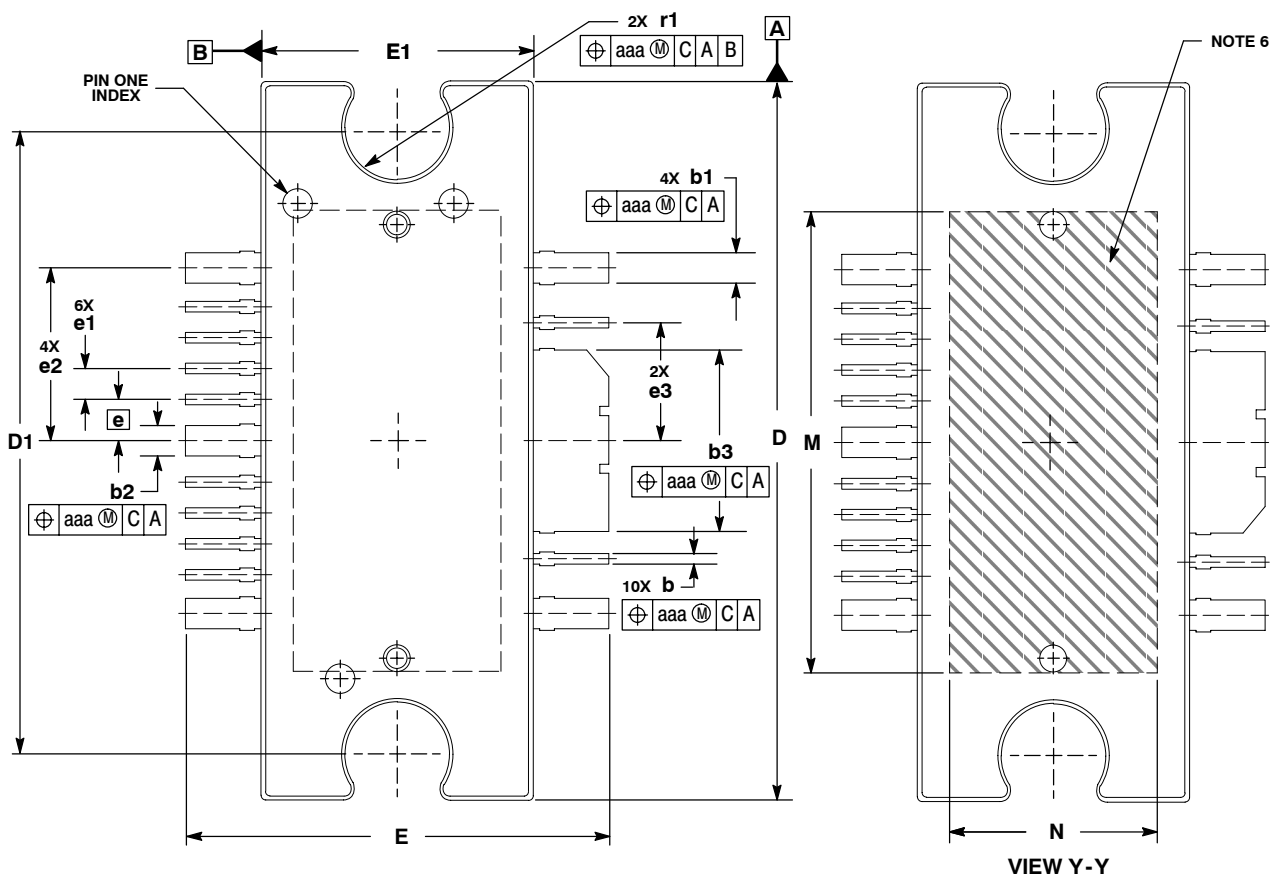 2X r1
⌖ aaa Ⓜ C A B
B
E1
A
NOTE 6
PIN ONE
INDEX
4X b1
⌖ aaa Ⓜ C A
6X
e1
4X
e2
2X
e3
e
D1
D
M
b3
⌖ aaa Ⓜ C A
b2
⌖ aaa Ⓜ C A
10X b
⌖ aaa Ⓜ C A
E
N
VIEW Y-Y